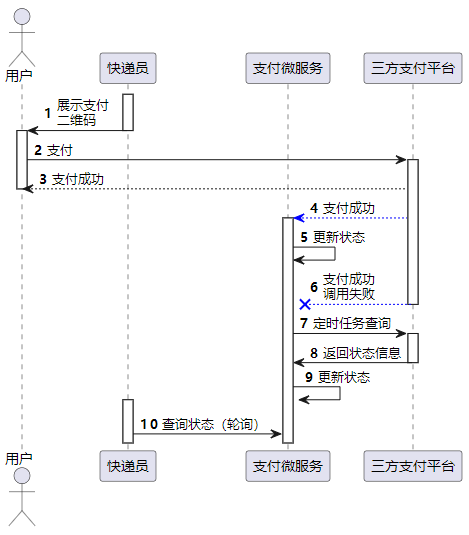 用户
快递员
支付微服务
三方支付平台
1 展示支付
二维码
2 支付
3 支付成功
4 支付成功
5 更新状态
6 支付成功
调用失败
7 定时任务查询
8 返回状态信息
9 更新状态
10 查询状态（轮询）
用户
快递员
支付微服务
三方支付平台